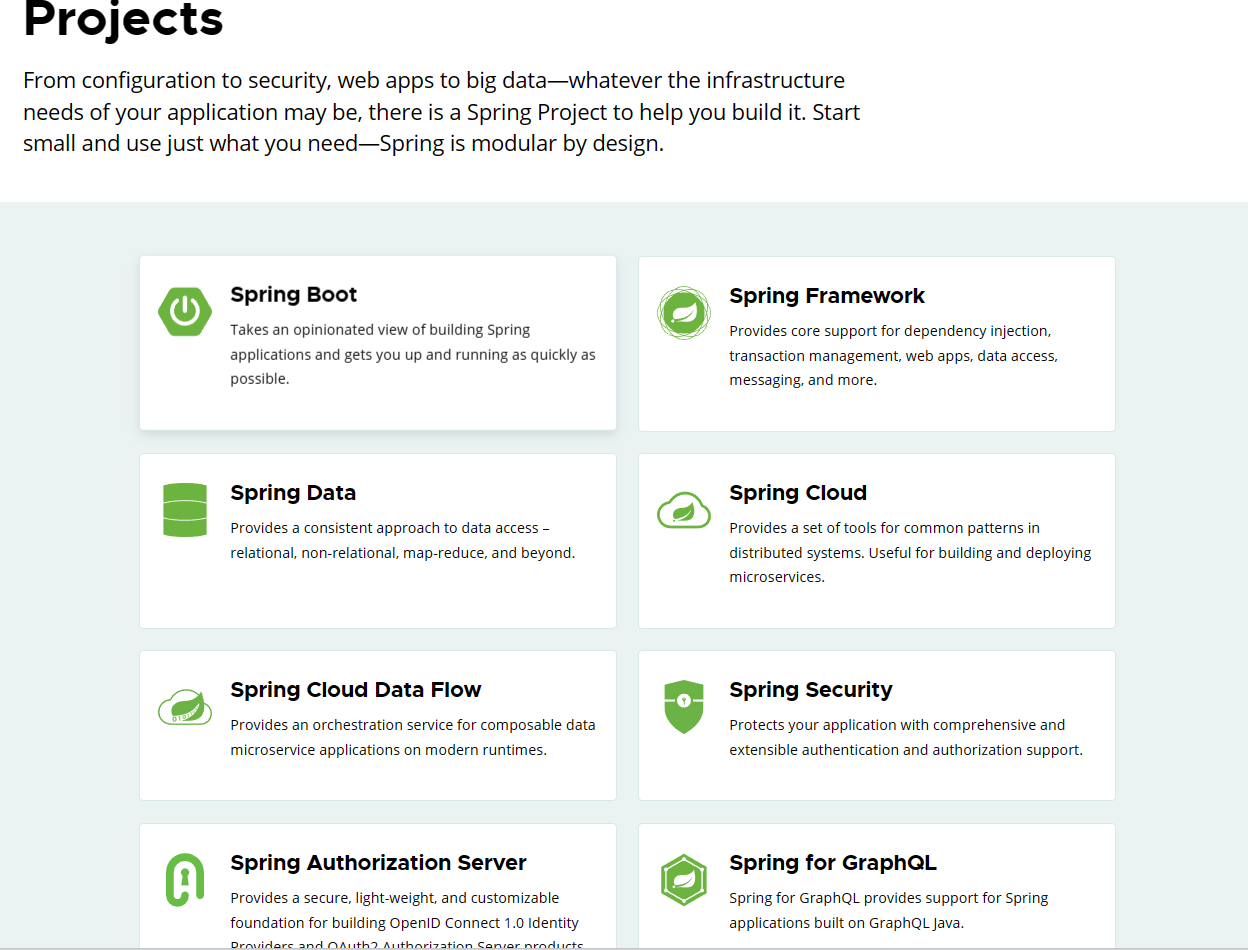 Projects
From configuration to security, web apps to big data—whatever the infrastructure
needs of your application may be, there is a Spring Project to help you build it. Start
small and use just what you need—Spring is modular by design.
Spring Boot
Takes an opinionated view of building Spring
applications and gets you up and running as quickly as
possible.
Spring Framework
Provides core support for dependency injection,
transaction management, web apps, data access,
messaging, and more.
Spring Data
Provides a consistent approach to data access –
relational, non-relational, map-reduce, and beyond.
Spring Cloud
Provides a set of tools for common patterns in
distributed systems. Useful for building and deploying
microservices.
Spring Cloud Data Flow
Provides an orchestration service for composable data
microservice applications on modern runtimes.
Spring Security
Protects your application with comprehensive and
extensible authentication and authorization support.
Spring Authorization Server
Provides a secure, light-weight, and customizable
foundation for building OpenID Connect 1.0 Identity
Providers and OAuth2 Authorization Server products.
Spring for GraphQL
Spring for GraphQL provides support for Spring
applications built on GraphQL Java.